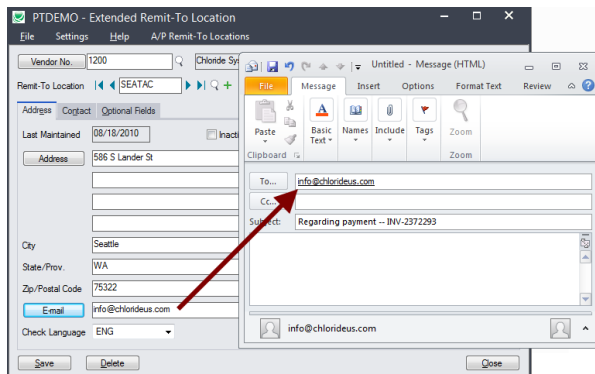 PTDEMO - Extended Remit-To Location
File Settings Help A/P Remit-To Locations
Vendor No. 1200 Chloride Sys
Remit-To Location SEATAC
Address Contact Optional Fields
Last Maintained 08/18/2010 Inacti
Address 586 S Lander St
City Seattle
State/Prov. WA
Zip/Postal Code 75322
E-mail info@chlorideus.com
Check Language ENG
Save Delete Close
Untitled - Message (HTML)
File Message Insert Options Format Text Review
Paste Basic Text Names Include Tags Zoom
Clipboard Zoom
To... info@chlorideus.com
Cc...
Subject: Regarding payment -- INV-2372293
info@chlorideus.com